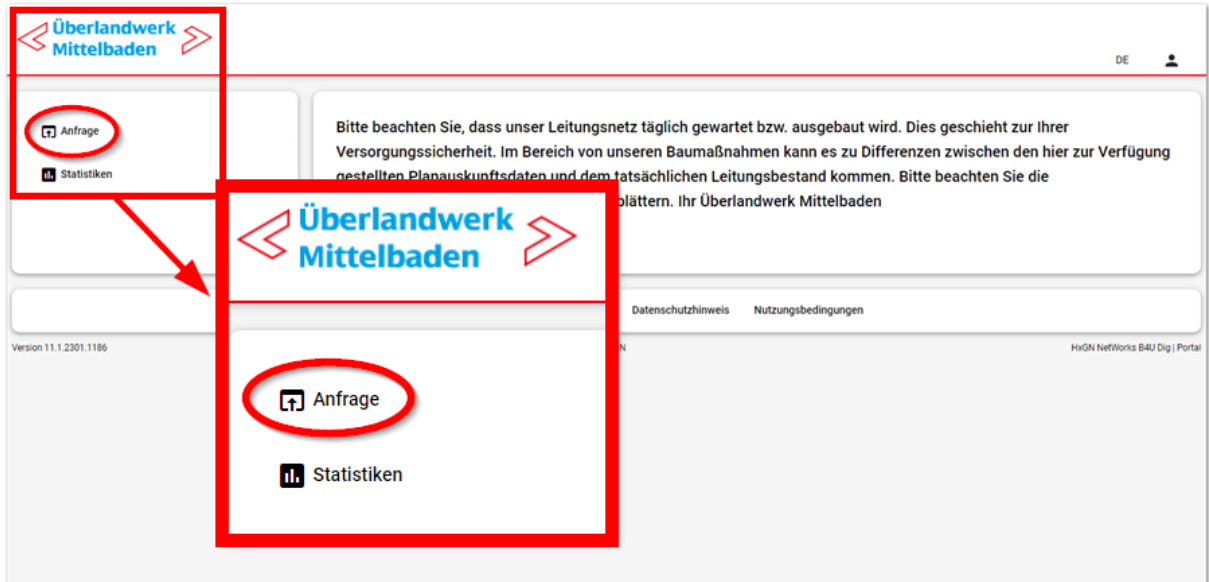 Überlandwerk
Mittelbaden
DE
Anfrage
Statistiken
Bitte beachten Sie, dass unser Leitungsnetz täglich gewartet bzw. ausgebaut wird. Dies geschieht zur Ihrer
Versorgungssicherheit. Im Bereich von unseren Baumaßnahmen kann es zu Differenzen zwischen den hier zur Verfügung
gestellten Planauskunftsdaten und dem tatsächlichen Leitungsbestand kommen. Bitte beachten Sie die
blättern. Ihr Überlandwerk Mittelbaden
Überlandwerk
Mittelbaden
Anfrage
Statistiken
Datenschutzhinweis Nutzungsbedingungen
Version 11.1.2301.1186
N
HxGN NetWorks B4U Dig | Portal